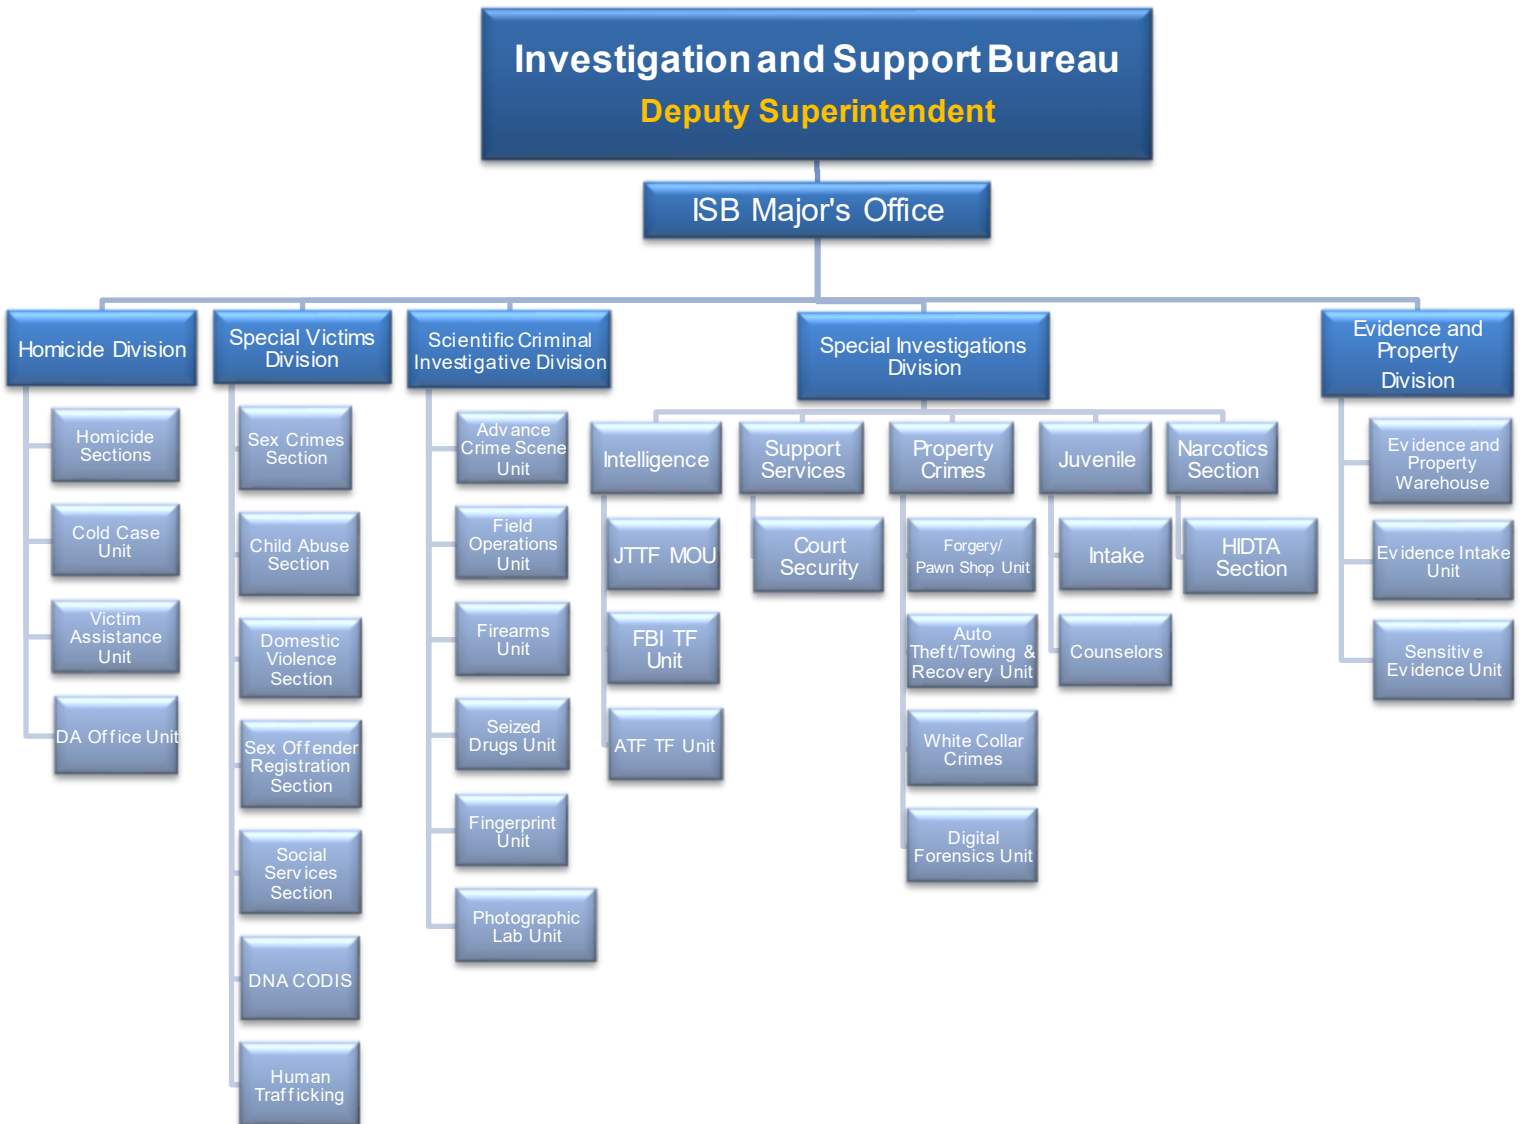 Investigation and Support Bureau
Deputy Superintendent
ISB Major's Office
Homicide Division
Homicide
Sections
Cold Case
Unit
Victim
Assistance
Unit
DA Office Unit
Special Victims
Division
Sex Crimes
Section
Child Abuse
Section
Domestic
Violence
Section
Sex Offender
Registration
Section
Social
Services
Section
DNA CODIS
Human
Trafficking
Scientific Criminal
Investigative Division
Advance
Crime Scene
Unit
Field
Operations
Unit
Firearms
Unit
Seized
Drugs Unit
Fingerprint
Unit
Photographic
Lab Unit
Special Investigations
Division
Intelligence
JTTF MOU
FBI TF
Unit
ATF TF Unit
Support
Services
Court
Security
Property
Crimes
Forgery/
Pawn Shop Unit
Auto
Theft/Towing &
Recovery Unit
White Collar
Crimes
Digital
Forensics Unit
Juvenile
Intake
Counselors
Narcotics
Section
HIDTA
Section
Evidence and
Property
Division
Evidence and
Property
Warehouse
Evidence Intake
Unit
Sensitive
Evidence Unit